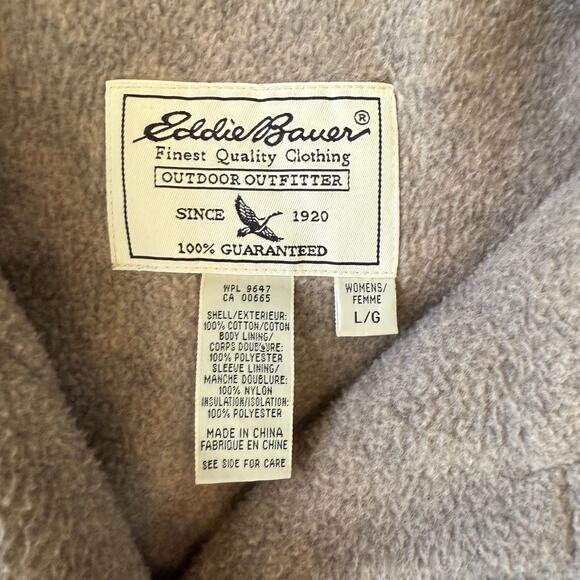 Eddie Bauer®
Finest Quality Clothing
OUTDOOR OUTFITTER
SINCE 1920
100% GUARANTEED
WPL 9647
CA 00665
SHELL/EXTERIEUR:
100% COTTON/COTON
BODY LINING/
CORPS DOUBLURE:
100% POLYESTER
SLEEVE LINING/
MANCHE DOUBLURE:
100% NYLON
INSULATION/ISOLATION:
100% POLYESTER
MADE IN CHINA
FABRIQUE EN CHINE
SEE SIDE FOR CARE
WOMENS/
FEMME
L/G